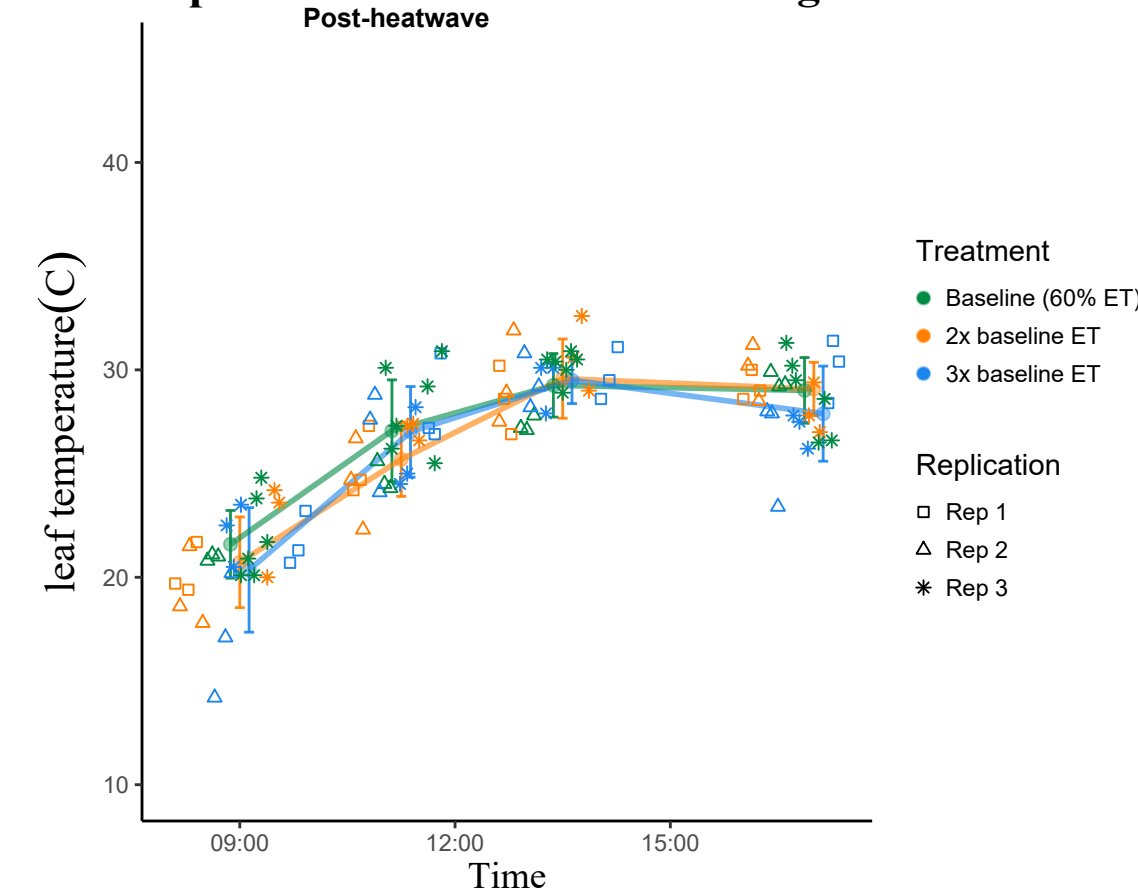 Post-heatwave
40
30
20
10
leaf temperature(C)
09:00
12:00
15:00
Time
Treatment
Baseline (60% ET)
2x baseline ET
3x baseline ET
Replication
Rep 1
Rep 2
Rep 3